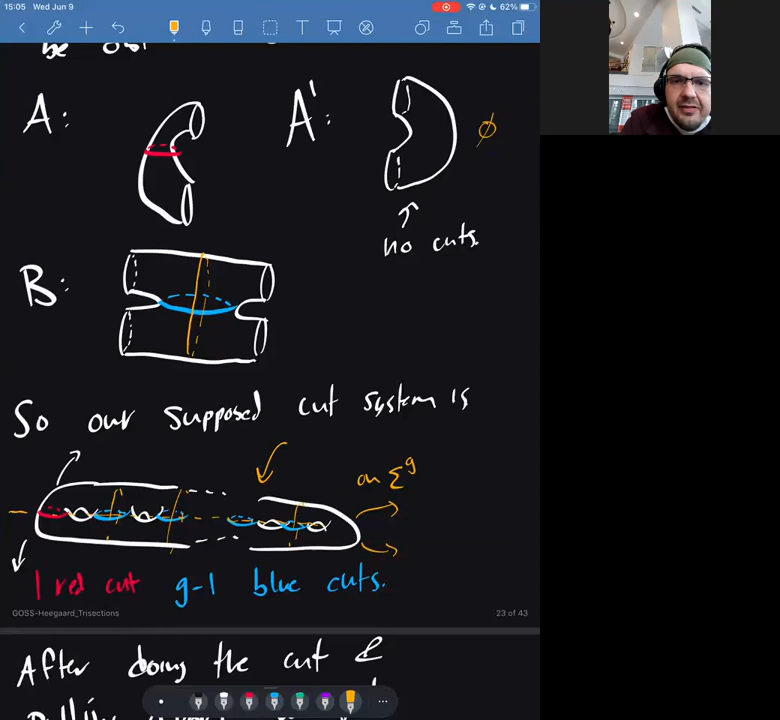 15:05 Wed Jun 9
62%
be
A:
A':
ϕ
no cuts.
B:
So our supposed cut system is
on Σ^g
1 red cut g-1 blue cuts.
GOSS-Heegaard_Trisections
23 of 43
After doing the cut &